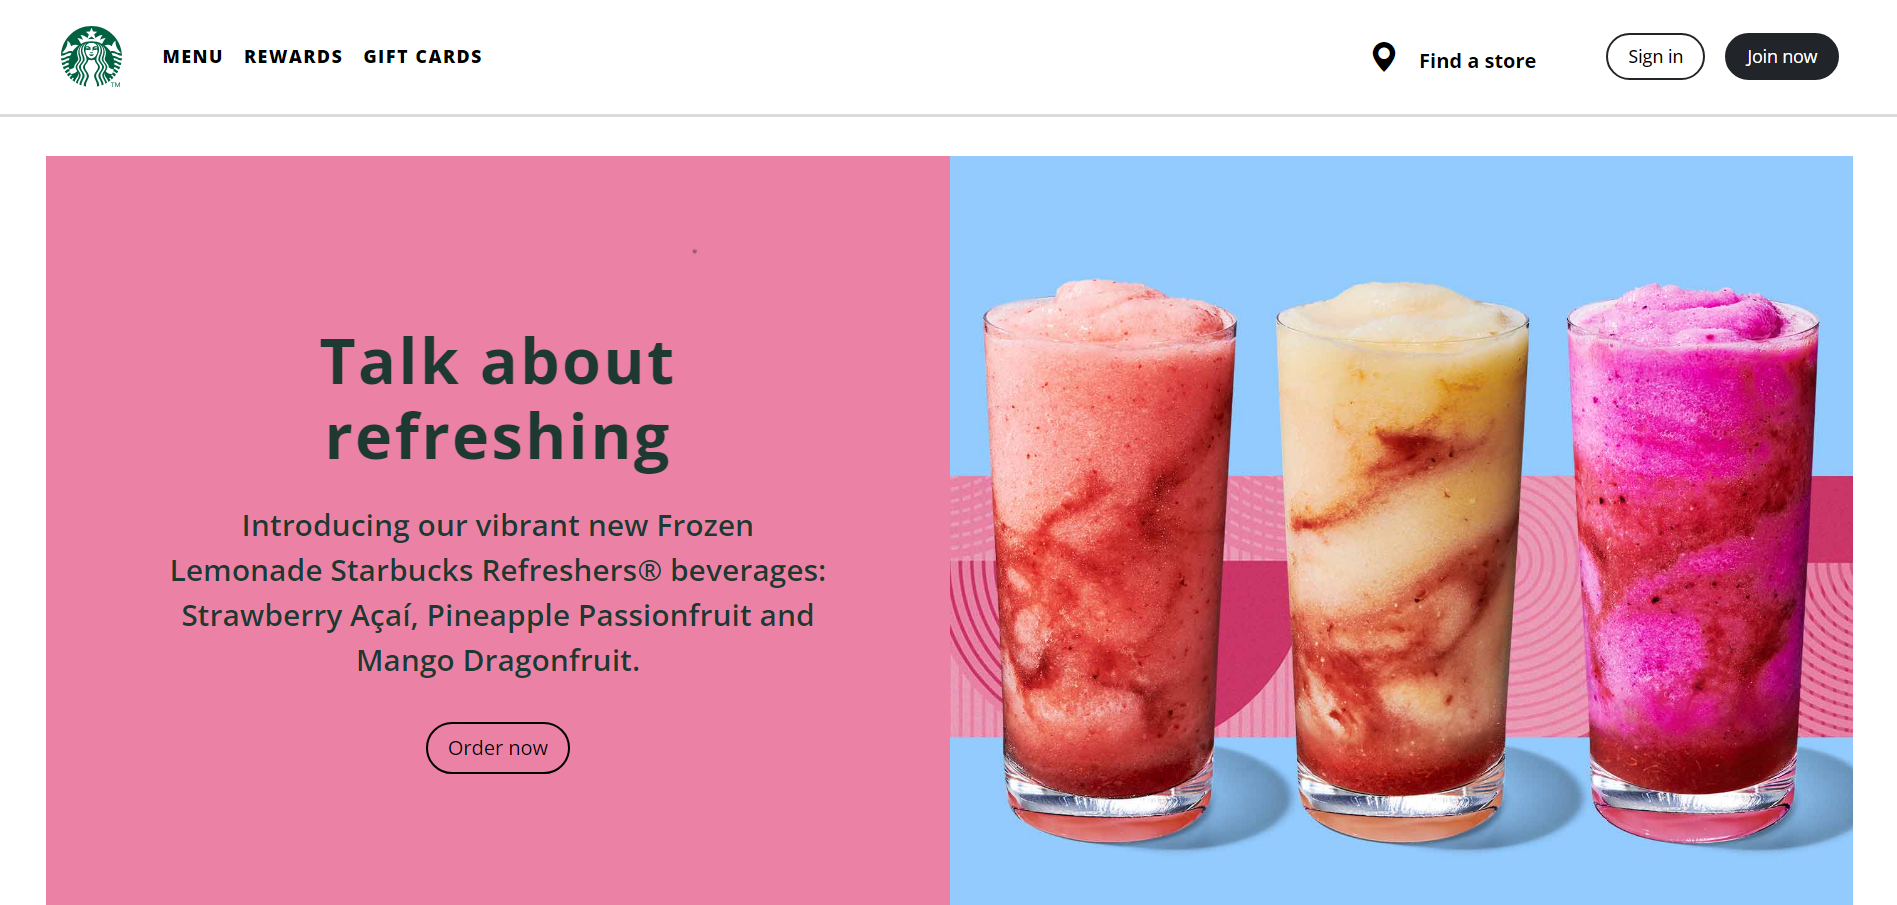 TM
MENU REWARDS GIFT CARDS
Find a store
Sign in
Join now
Talk about
refreshing
Introducing our vibrant new Frozen
Lemonade Starbucks Refreshers® beverages:
Strawberry Açaí, Pineapple Passionfruit and
Mango Dragonfruit.
Order now